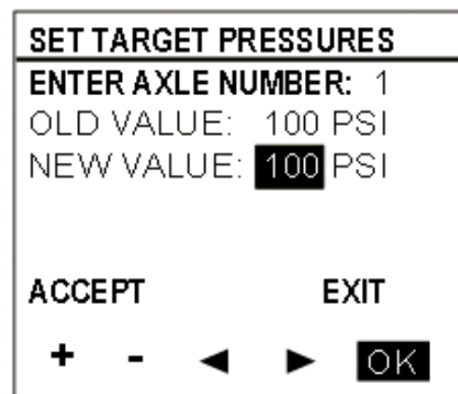 SET TARGET PRESSURES
ENTER AXLE NUMBER: 1
OLD VALUE: 100 PSI
NEW VALUE: 100 PSI
ACCEPT EXIT
+ - ◀ ▶ OK